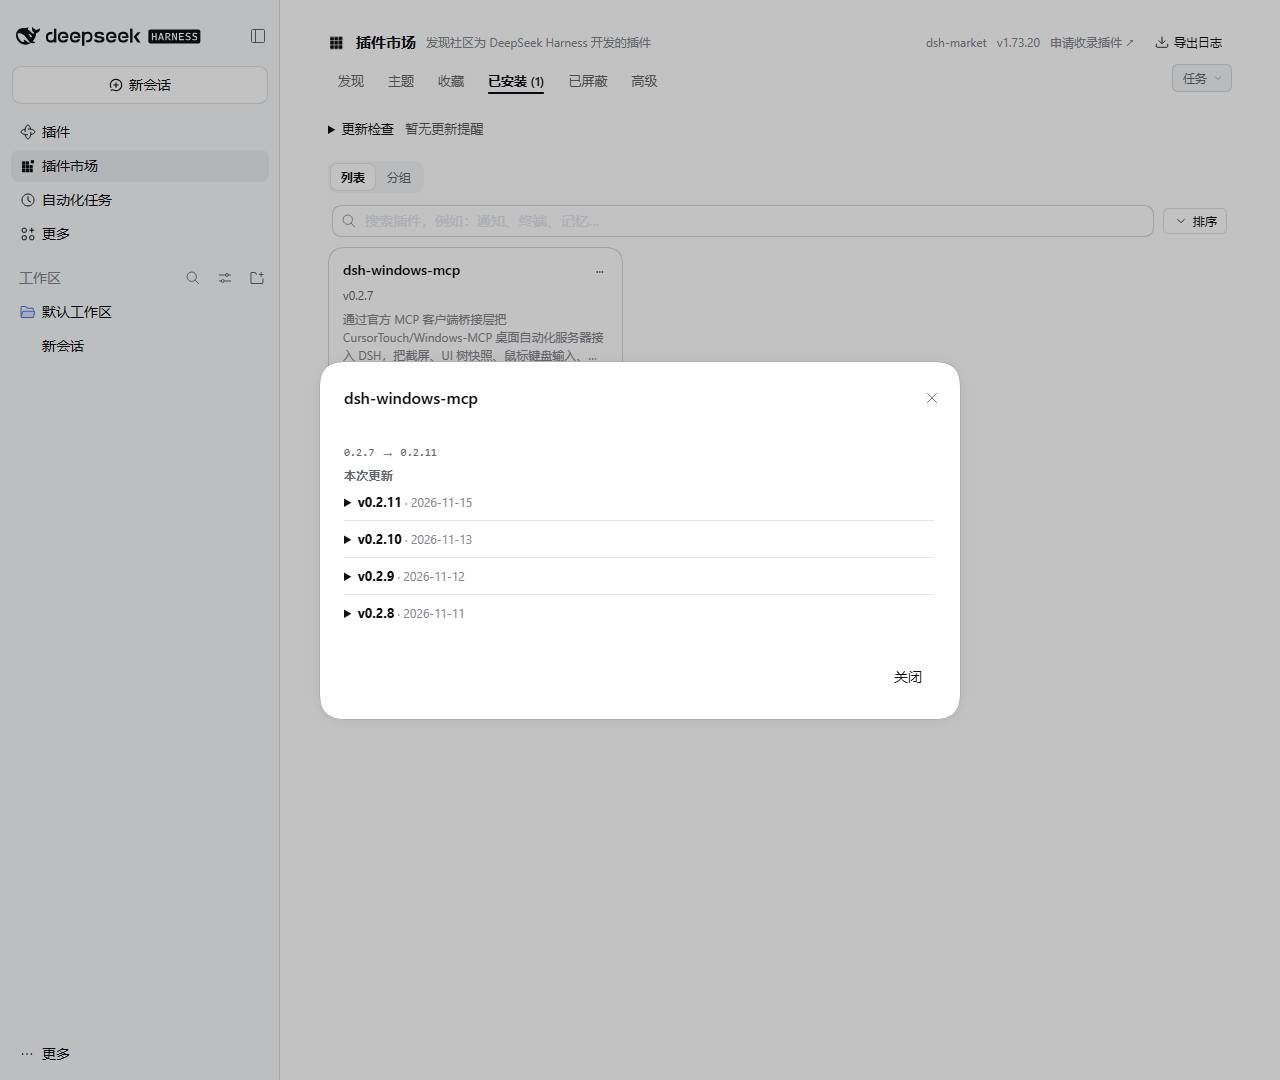 deepseek HARNESS
新会话
插件
插件市场
自动化任务
更多
工作区
默认工作区
新会话
更多
插件市场 发现社区为 DeepSeek Harness 开发的插件
dsh-market v1.73.20 申请收录插件↗ 导出日志
发现 主题 收藏 已安装 (1) 已屏蔽 高级
任务
更新检查 暂无更新提醒
列表 分组
搜索插件，例如：通知、终端、记忆...
排序
dsh-windows-mcp ...
v0.2.7
通过官方 MCP 客户端桥接层把
CursorTouch/Windows-MCP 桌面自动化服务器接
入 DSH，把截屏、UI 树快照、鼠标键盘输入、...
dsh-windows-mcp
0.2.7 → 0.2.11
本次更新
v0.2.11 · 2026-11-15
v0.2.10 · 2026-11-13
v0.2.9 · 2026-11-12
v0.2.8 · 2026-11-11
关闭